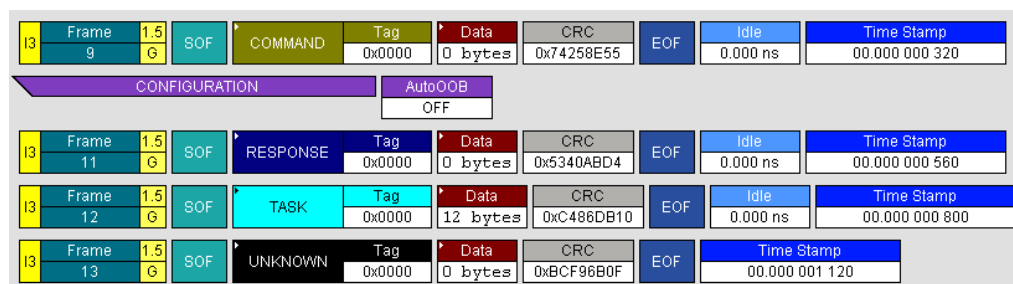 I3 Frame 1.5 SOF COMMAND Tag Data CRC EOF Idle Time Stamp
9 G 0x0000 0 bytes 0x74258E55 0.000 ns 00.000 000 320
CONFIGURATION AutoOOB
OFF
I3 Frame 1.5 SOF RESPONSE Tag Data CRC EOF Idle Time Stamp
11 G 0x0000 0 bytes 0x5340ABD4 0.000 ns 00.000 000 560
I3 Frame 1.5 SOF TASK Tag Data CRC EOF Idle Time Stamp
12 G 0x0000 12 bytes 0xC486DB10 0.000 ns 00.000 000 800
I3 Frame 1.5 SOF UNKNOWN Tag Data CRC EOF Time Stamp
13 G 0x0000 0 bytes 0xBCF96B0F 00.000 001 120